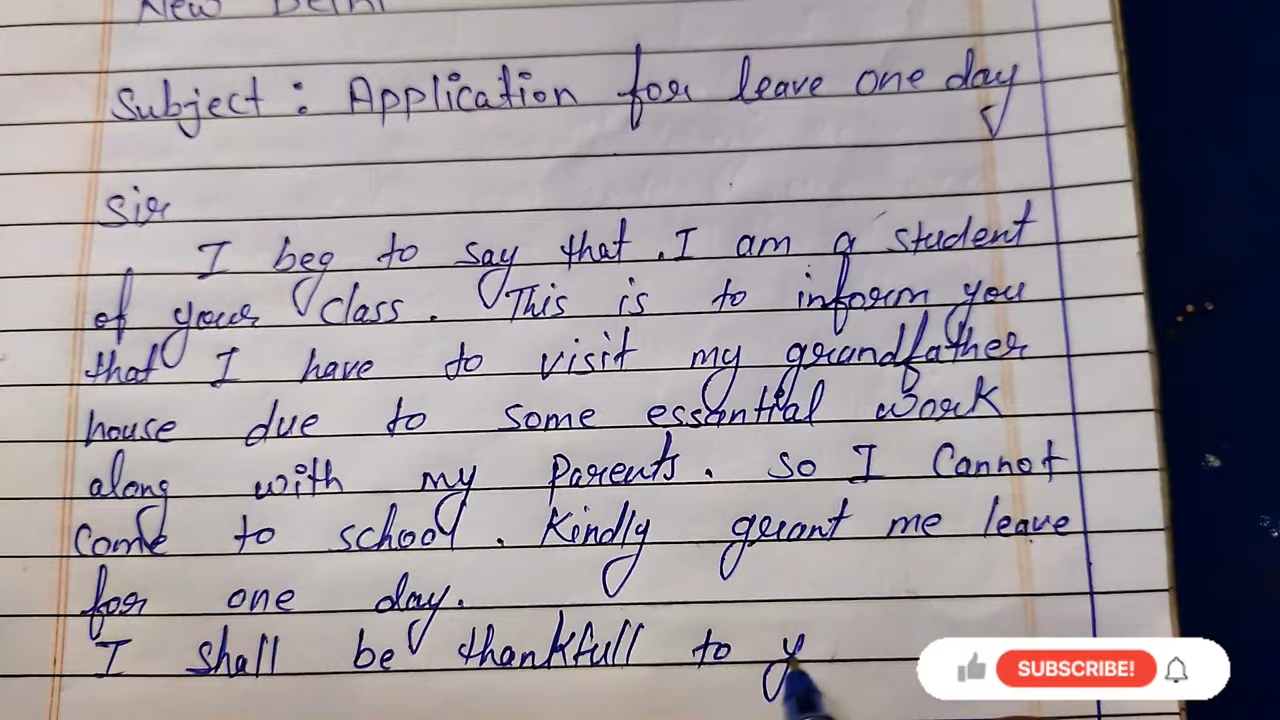 New Delhi
Subject: Application for leave one day
Sir
I beg to say that . I am a student
of your class. This is to inform you
that I have to visit my grandfather
house due to some essential work
along with my Parents. So I Cannot
Come to school. Kindly grant me leave
for one day.
I shall be thankfull to y
SUBSCRIBE!